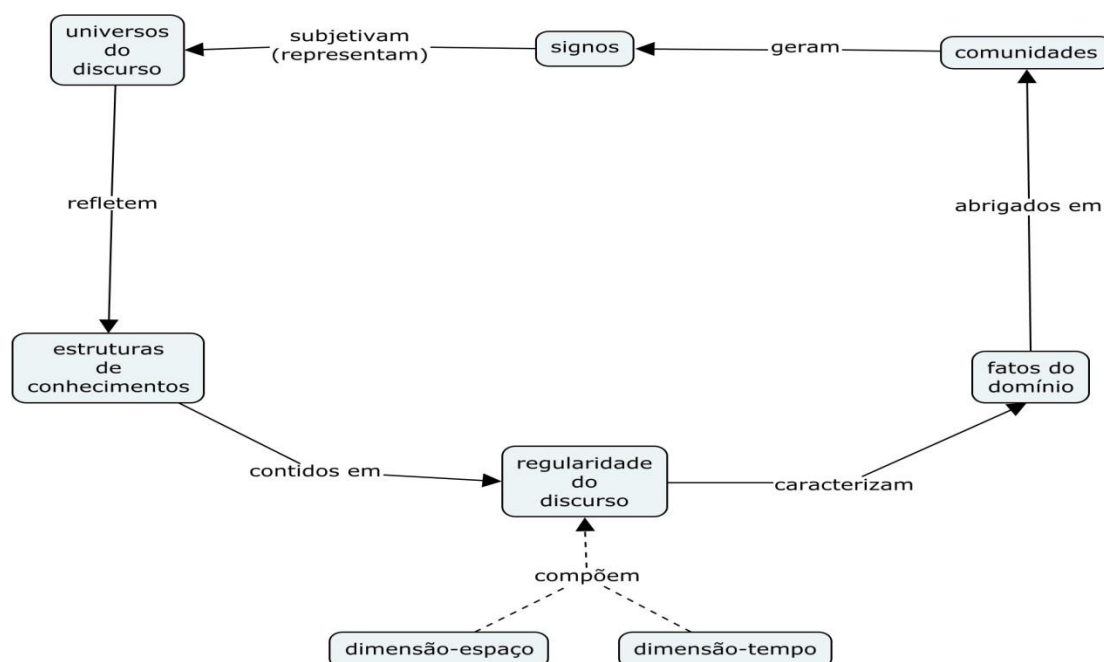 universos
do
discurso
subjetivam
(representam)
signos
geram
comunidades
refletem
abrigados em
estruturas
de
conhecimentos
fatos do
domínio
contidos em
regularidade
do
discurso
caracterizam
compõem
dimensão-espaço
dimensão-tempo